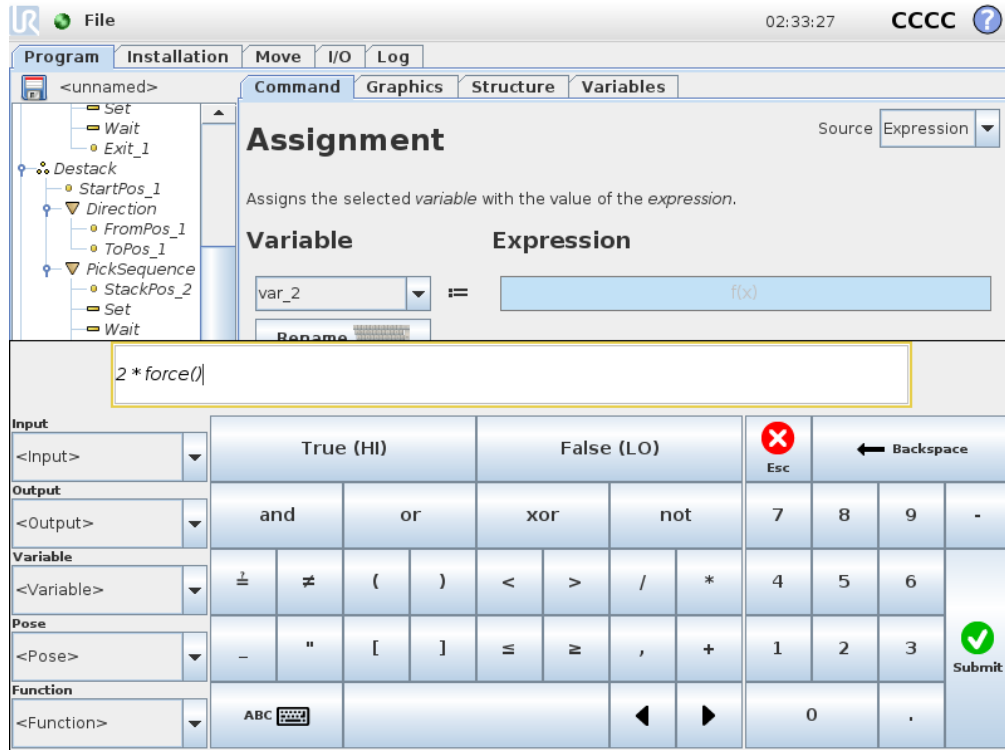 UR File 02:33:27 CCCC ?
Program Installation Move I/O Log
<unnamed> Command Graphics Structure Variables
Set
Wait
Exit_1
Destack
StartPos_1
Direction
FromPos_1
ToPos_1
PickSequence
StackPos_2
Set
Wait
Assignment
Source Expression
Assigns the selected variable with the value of the expression.
Variable Expression
var_2 := f(x)
Rename
2 * force()
Input
<Input> True (HI) False (LO) Esc Backspace
Output
<Output> and or xor not 7 8 9 -
Variable
<Variable> ≟ ≠ ( ) < > / * 4 5 6
Pose
<Pose> _ " [ ] ≤ ≥ , + 1 2 3 Submit
Function
<Function> ABC 0 .